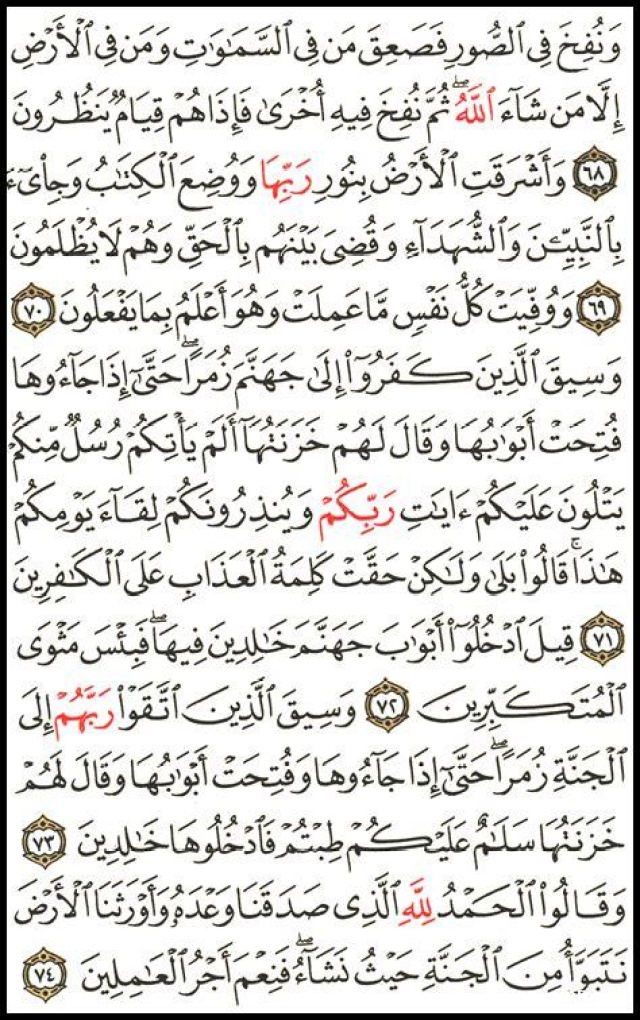 وَنُفِخَ فِي ٱلصُّورِ فَصَعِقَ مَن فِي ٱلسَّمَٰوَٰتِ وَمَن فِي ٱلْأَرْضِ
إِلَّا مَن شَآءَ ٱللَّهُ ۖ ثُمَّ نُفِخَ فِيهِ أُخْرَىٰ فَإِذَا هُمْ قِيَامٌ يَنظُرُونَ
٦٨ وَأَشْرَقَتِ ٱلْأَرْضُ بِنُورِ رَبِّهَا وَوُضِعَ ٱلْكِتَٰبُ وَجِا۟ىٓءَ
بِٱلنَّبِيِّـۧنَ وَٱلشُّهَدَآءِ وَقُضِىَ بَيْنَهُم بِٱلْحَقِّ وَهُمْ لَا يُظْلَمُونَ
٦٩ وَوُفِّيَتْ كُلُّ نَفْسٍ مَّا عَمِلَتْ وَهُوَ أَعْلَمُ بِمَا يَفْعَلُونَ ٧٠
وَسِيقَ ٱلَّذِينَ كَفَرُوٓا۟ إِلَىٰ جَهَنَّمَ زُمَرًا ۖ حَتَّىٰٓ إِذَا جَآءُوهَا
فُتِحَتْ أَبْوَٰبُهَا وَقَالَ لَهُمْ خَزَنَتُهَآ أَلَمْ يَأْتِكُمْ رُسُلٌ مِّنكُمْ
يَتْلُونَ عَلَيْكُمْ ءَايَٰتِ رَبِّكُمْ وَيُنذِرُونَكُمْ لِقَآءَ يَوْمِكُمْ
هَٰذَا ۚ قَالُوا۟ بَلَىٰ وَلَٰكِنْ حَقَّتْ كَلِمَةُ ٱلْعَذَابِ عَلَى ٱلْكَٰفِرِينَ
٧١ قِيلَ ٱدْخُلُوٓا۟ أَبْوَٰبَ جَهَنَّمَ خَٰلِدِينَ فِيهَا ۖ فَبِئْسَ مَثْوَى
ٱلْمُتَكَبِّرِينَ ٧٢ وَسِيقَ ٱلَّذِينَ ٱتَّقَوْا۟ رَبَّهُمْ إِلَى
ٱلْجَنَّةِ زُمَرًا ۖ حَتَّىٰٓ إِذَا جَآءُوهَا وَفُتِحَتْ أَبْوَٰبُهَا وَقَالَ لَهُمْ
خَزَنَتُهَا سَلَٰمٌ عَلَيْكُمْ طِبْتُمْ فَٱدْخُلُوهَا خَٰلِدِينَ ٧٣
وَقَالُوا۟ ٱلْحَمْدُ لِلَّهِ ٱلَّذِى صَدَقَنَا وَعْدَهُۥ وَأَوْرَثَنَا ٱلْأَرْضَ
نَتَبَوَّأُ مِنَ ٱلْجَنَّةِ حَيْثُ نَشَآءُ ۖ فَنِعْمَ أَجْرُ ٱلْعَٰمِلِينَ ٧٤